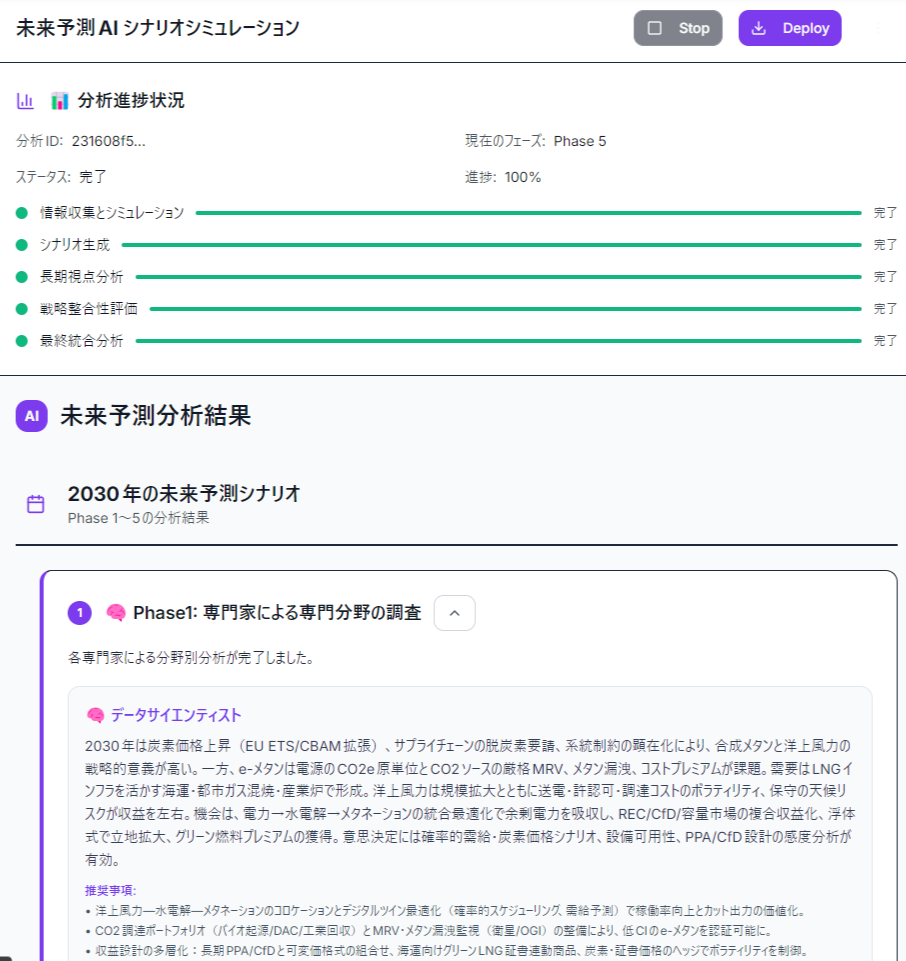 未来予測AI シナリオシミュレーション
Stop
Deploy
分析進捗状況
分析ID: 231608f5...
現在のフェーズ: Phase 5
ステータス: 完了
進捗: 100%
情報収集とシミュレーション 完了
シナリオ生成 完了
長期視点分析 完了
戦略整合性評価 完了
最終統合分析 完了
AI 未来予測分析結果
2030年の未来予測シナリオ
Phase 1~5の分析結果
1 Phase1: 専門家による専門分野の調査
各専門家による分野別分析が完了しました。
データサイエンティスト
2030年は炭素価格上昇（EU ETS/CBAM拡張）、サプライチェーンの脱炭素要請、系統制約の顕在化により、合成メタンと洋上風力の
戦略的意義が高い。一方、e-メタンは電源のCO2e原単位とCO2ソースの厳格MRV、メタン漏洩、コストプレミアムが課題。需要はLNGイ
ンフラを活かす海運・都市ガス混焼・産業炉で形成。洋上風力は規模拡大とともに送電・許認可・調達コストのボラティリティ、保守の天候リ
スクが収益を左右。機会は、電力→水電解→メタネーションの統合最適化で余剰電力を吸収し、REC/CfD/容量市場の複合収益化、浮体
式で立地拡大、グリーン燃料プレミアムの獲得。意思決定には確率的需給・炭素価格シナリオ、設備可用性、PPA/CfD設計の感度分析が
有効。
推奨事項:
• 洋上風力—水電解—メタネーションのコロケーションとデジタルツイン最適化（確率的スケジューリング、需給予測）で稼働率向上とカット出力の価値化。
• CO2調達ポートフォリオ（バイオ起源/DAC/工業回収）とMRV・メタン漏洩監視（衛星/OGI）の整備により、低CIのe-メタンを認証可能に。
• 収益設計の多層化：長期PPA/CfDと可変価格式の組合せ、海運向けグリーンLNG証書連動商品、炭素・証書価格のヘッジでボラティリティを制御。